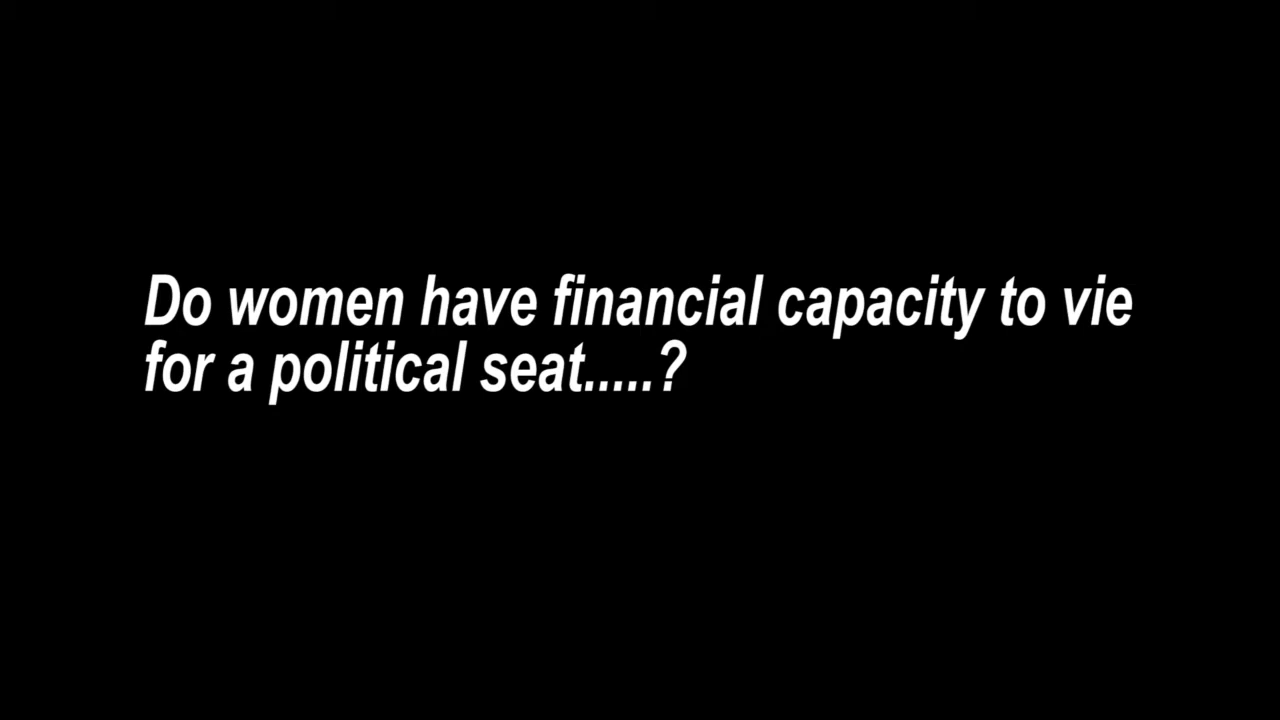 Do women have financial capacity to vie
for a political seat.....?